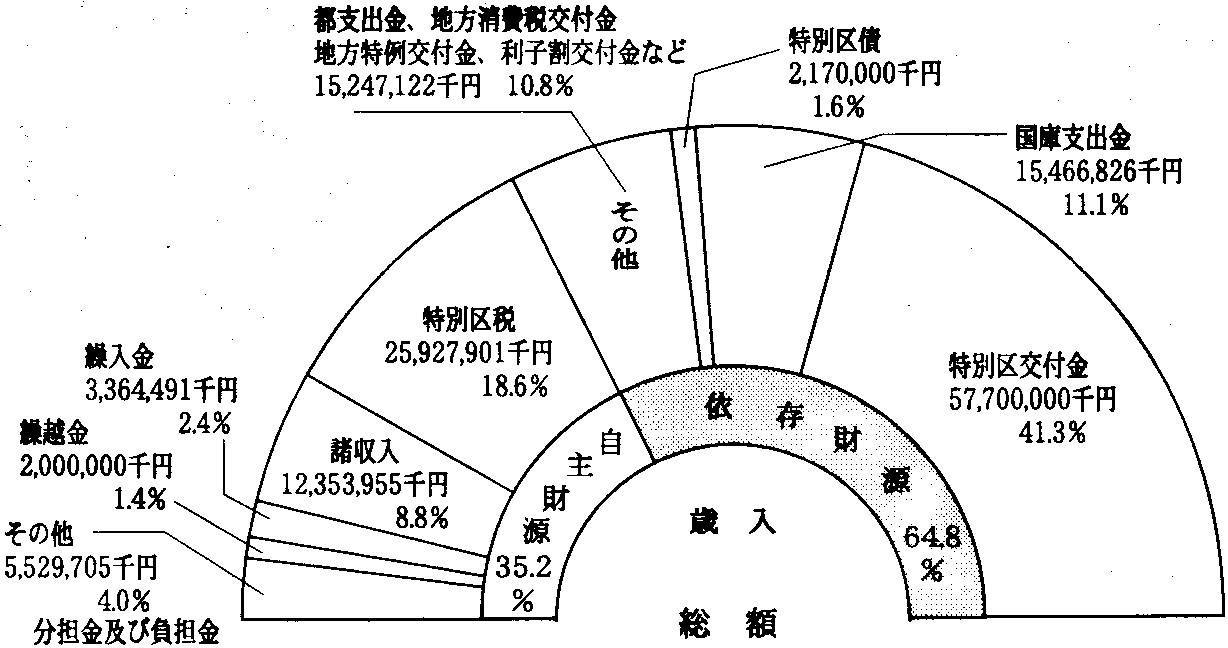 都支出金、地方消費税交付金
地方特例交付金、利子割交付金など
15,247,122千円 10.8%
その他
特別区債
2,170,000千円
1.6%
国庫支出金
15,466,826千円
11.1%
特別区交付金
57,700,000千円
41.3%
特別区税
25,927,901千円
18.6%
諸収入
12,353,955千円
8.8%
繰入金
3,364,491千円
2.4%
繰越金
2,000,000千円
1.4%
その他
5,529,705千円
4.0%
分担金及び負担金
自主財源
35.2
%
依存財源
64.8
%
歳入
総額